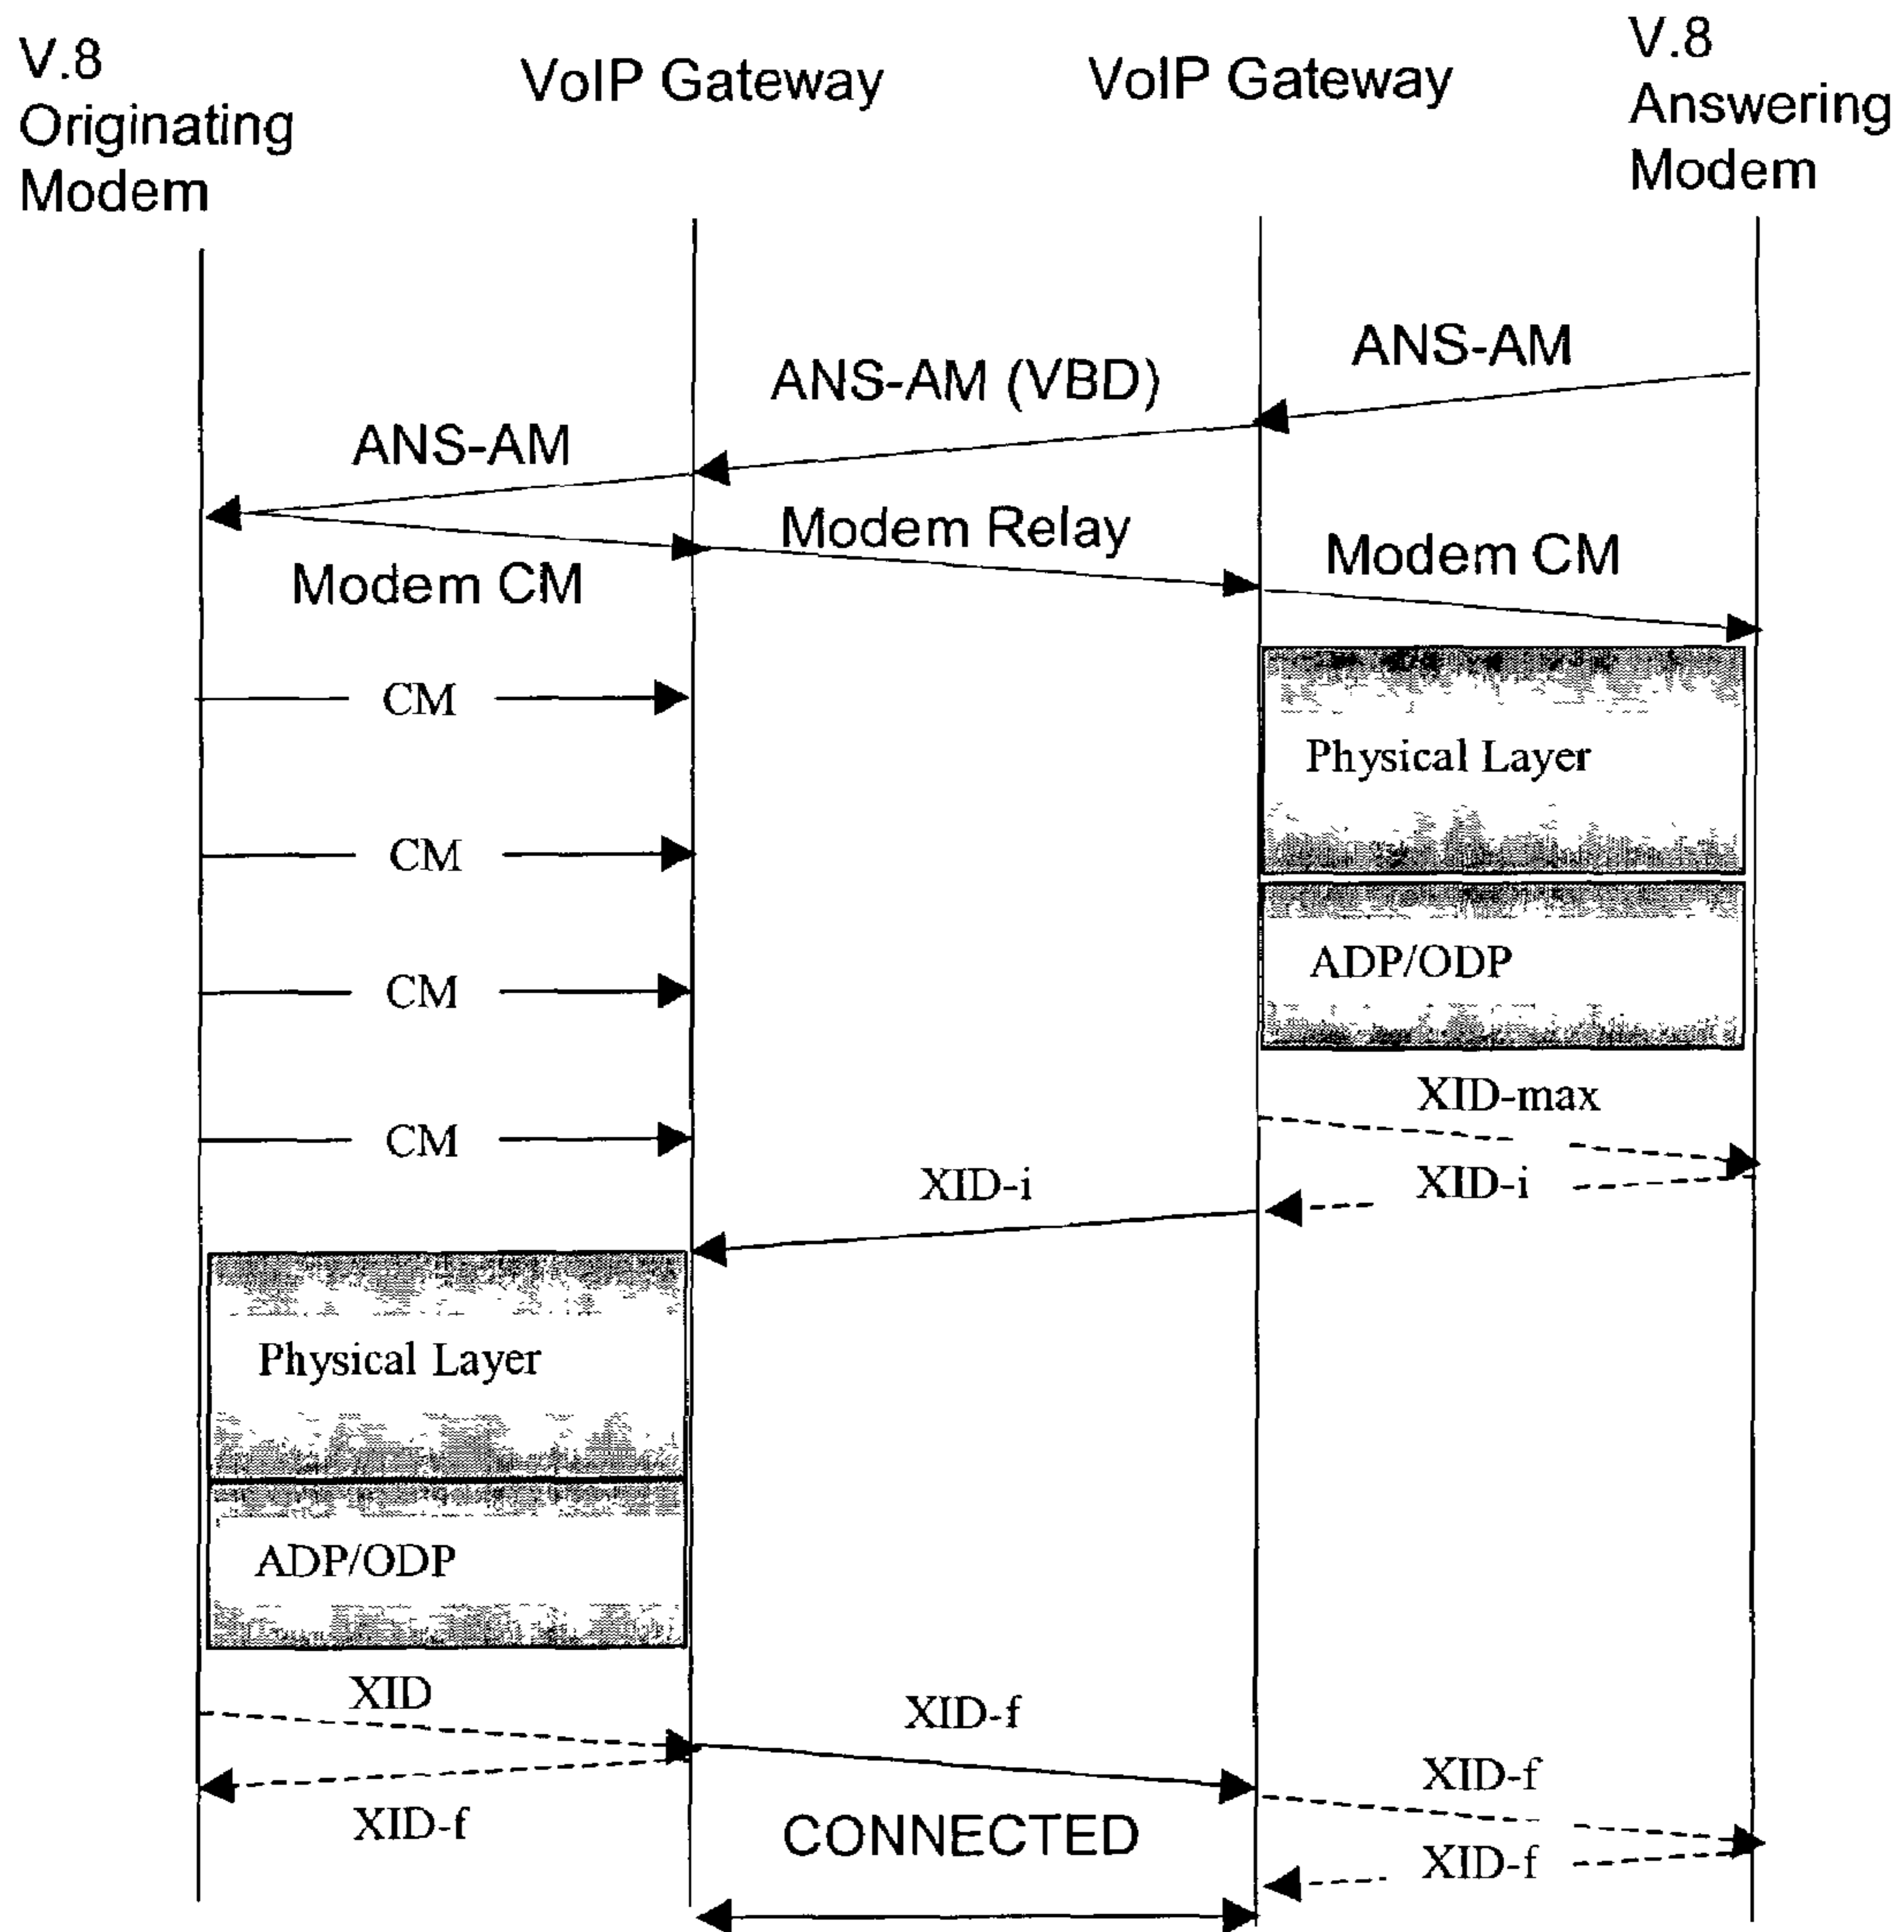 V.8
Originating
Modem
VoIP Gateway
VoIP Gateway
V.8
Answering
Modem
ANS-AM
ANS-AM (VBD)
ANS-AM
Modem Relay
Modem CM
Modem CM
CM
Physical Layer
CM
ADP/ODP
CM
XID-max
CM
XID-i
XID-i
Physical Layer
ADP/ODP
XID
XID-f
XID-f
XID-f
CONNECTED
XID-f